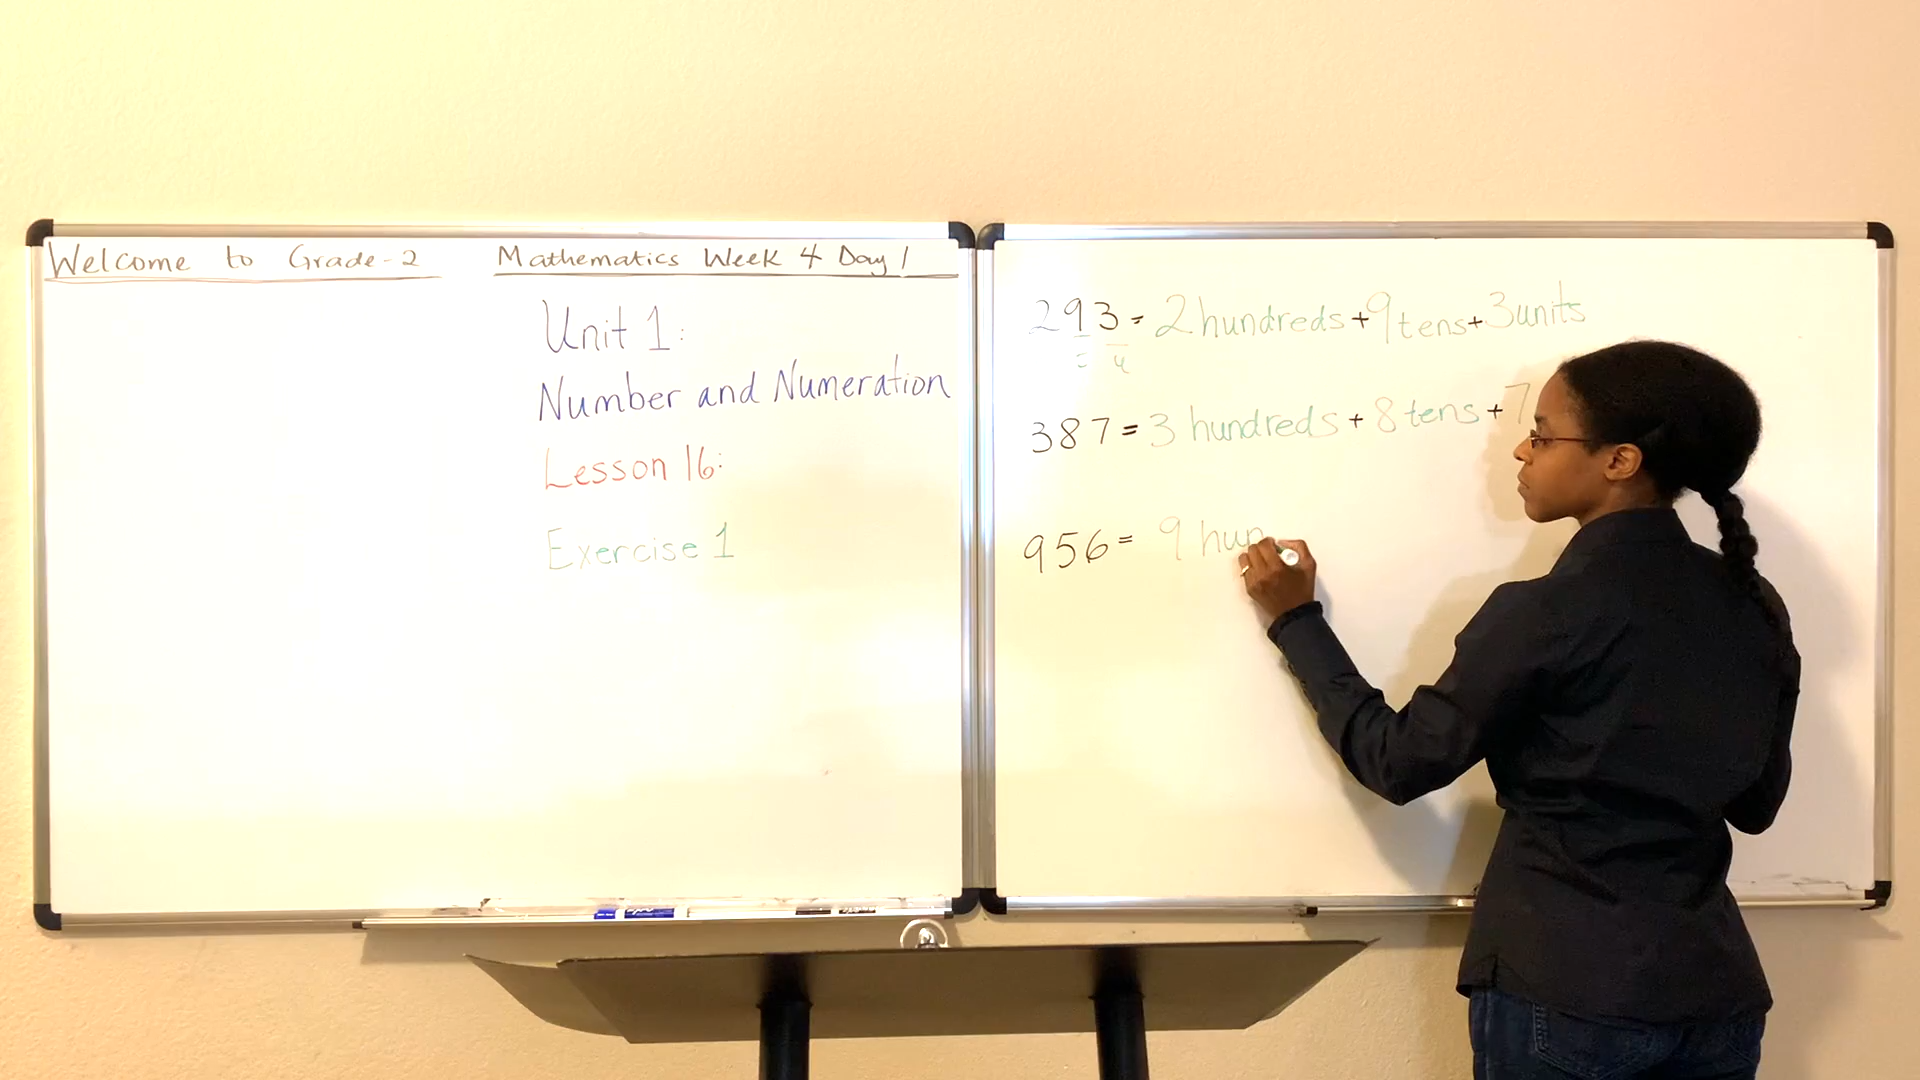 Welcome to Grade-2 Mathematics Week 4 Day 1
Unit 1:
Number and Numeration
Lesson 16:
Exercise 1
293 = 2 hundreds + 9 tens + 3 units
387 = 3 hundreds + 8 tens + 7
956 = 9 hun